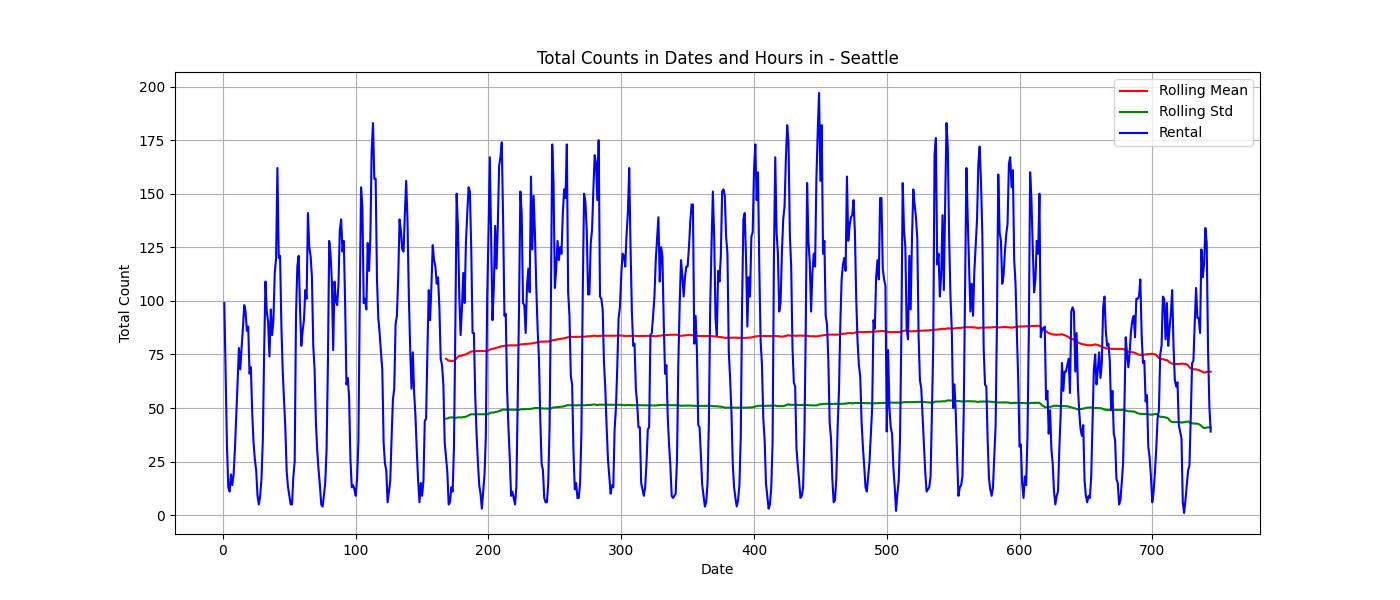 Total Counts in Dates and Hours in - Seattle
200
175
150
125
100
75
50
25
0
Total Count
Rolling Mean
Rolling Std
Rental
0 100 200 300 400 500 600 700
Date